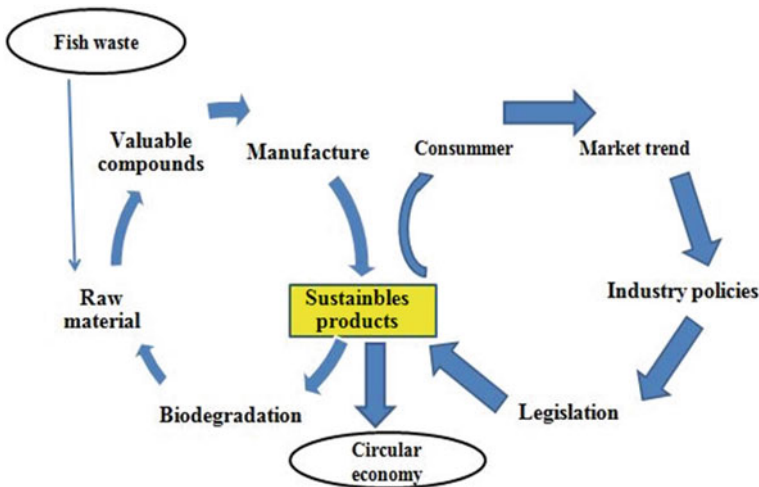 Fish waste
Valuable
compounds
Manufacture
Consummer
Market trend
Raw
material
Sustainbles
products
Industry policies
Biodegradation
Legislation
Circular
economy